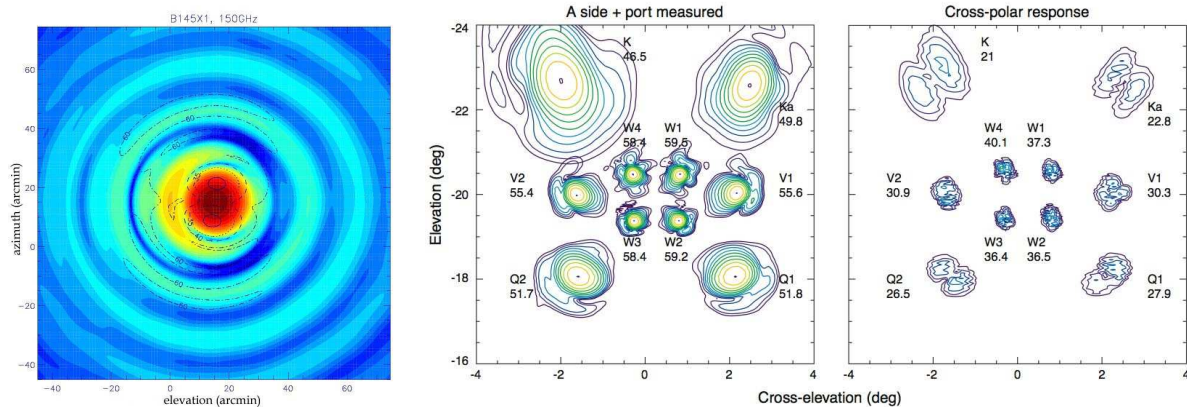 B145X1, 150GHz
azimuth (arcmin)
60
40
20
0
−20
−40
−40 −20 0 20 40 60
elevation (arcmin)
A side + port measured
Elevation (deg)
-24
-22
-20
-18
-16
K
46.5
Ka
49.8
W4
58.4
W1
59.5
V2
55.4
V1
55.6
W3
58.4
W2
59.2
Q2
51.7
Q1
51.8
-4 -2 0 2 4
Cross-polar response
K
21
Ka
22.8
W4
40.1
W1
37.3
V2
30.9
V1
30.3
W3
36.4
W2
36.5
Q2
26.5
Q1
27.9
-4 -2 0 2 4
Cross-elevation (deg)